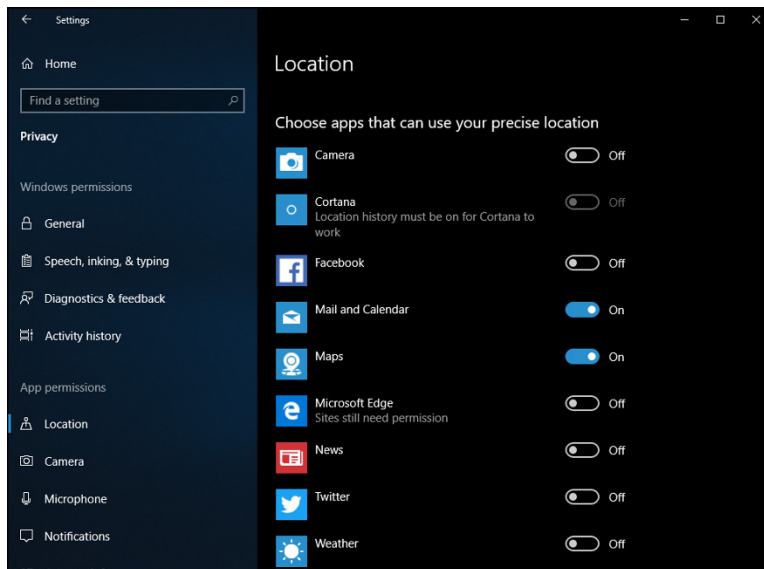 Settings
Home
Find a setting
Privacy
Windows permissions
General
Speech, inking, & typing
Diagnostics & feedback
Activity history
App permissions
Location
Camera
Microphone
Notifications
Location
Choose apps that can use your precise location
Camera Off
Cortana Off
Location history must be on for Cortana to
work
Facebook Off
Mail and Calendar On
Maps On
Microsoft Edge Off
Sites still need permission
News Off
Twitter Off
Weather Off